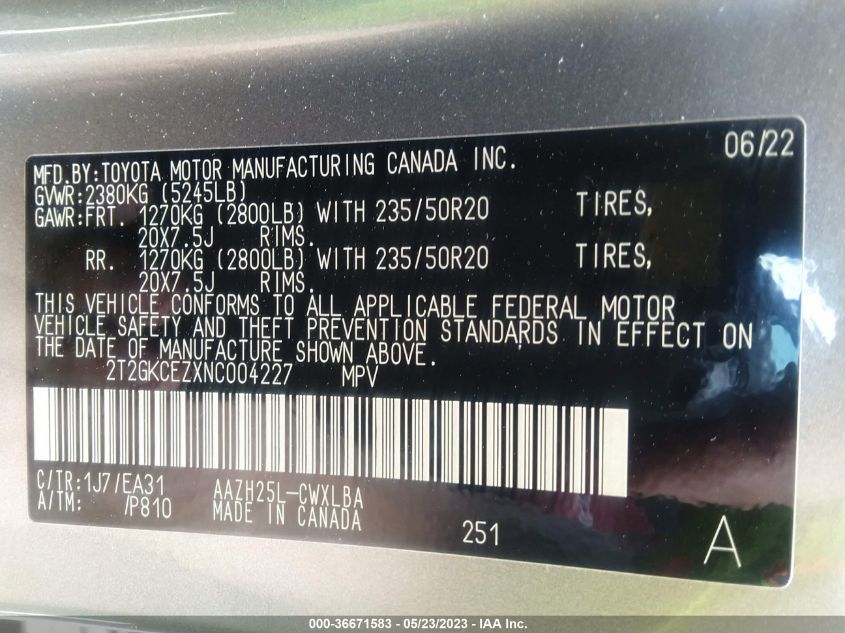 06/22
MFD.BY:TOYOTA MOTOR MANUFACTURING CANADA INC.
GVWR:2380KG (5245LB)
GAWR:FRT. 1270KG (2800LB) WITH 235/50R20 TIRES,
20X7.5J RIMS.
RR. 1270KG (2800LB) WITH 235/50R20 TIRES,
20X7.5J RIMS.
THIS VEHICLE CONFORMS TO ALL APPLICABLE FEDERAL MOTOR
VEHICLE SAFETY AND THEFT PREVENTION STANDARDS IN EFFECT ON
THE DATE OF MANUFACTURE SHOWN ABOVE.
2T2GKCEZXNC004227 MPV
C/TR:1J7/EA31 AAZH25L-CWXLBA
A/TM: /P810 MADE IN CANADA
251
A
000-36671583 - 05/23/2023 - IAA Inc.